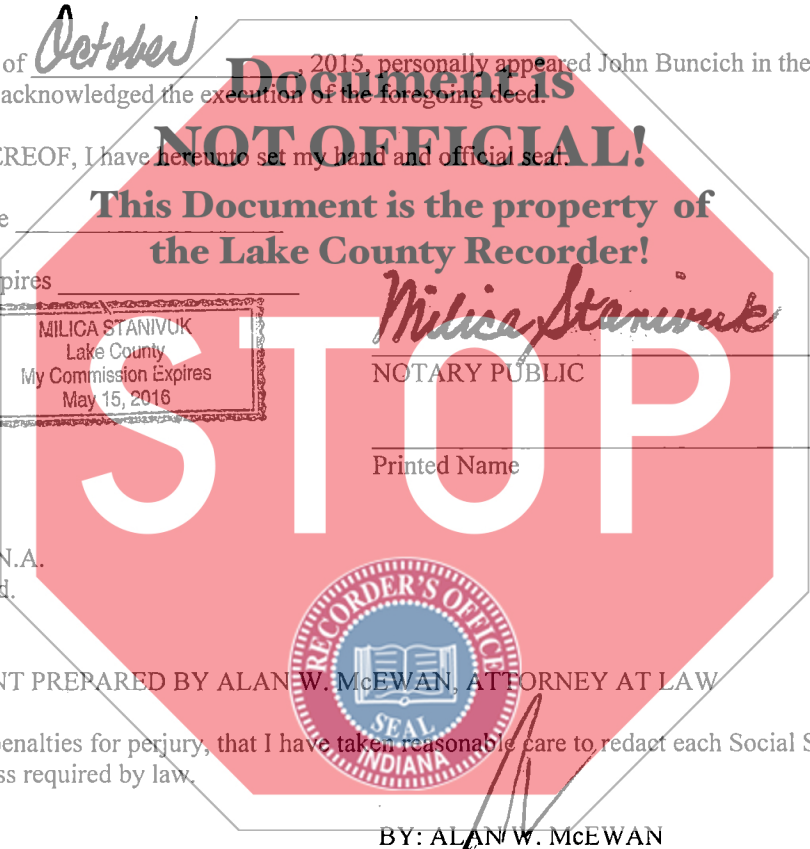 of October, 2015, personally appeared John Buncich in the
acknowledged the execution of the foregoing deed.
Document is
NOT OFFICIAL!
This Document is the property of
the Lake County Recorder!
EREOF, I have hereunto set my hand and official seal.
e
pires
MILICA STANIVUK
Lake County
My Commission Expires
May 15, 2016
Milica Stanivuk
NOTARY PUBLIC
Printed Name
STOP
N.A.
d.
RECORDER'S OFFICE
SEAL
INDIANA
NT PREPARED BY ALAN W. McEWAN, ATTORNEY AT LAW
enalties for perjury, that I have taken reasonable care to redact each Social S
ss required by law.
BY: ALAN W. McEWAN